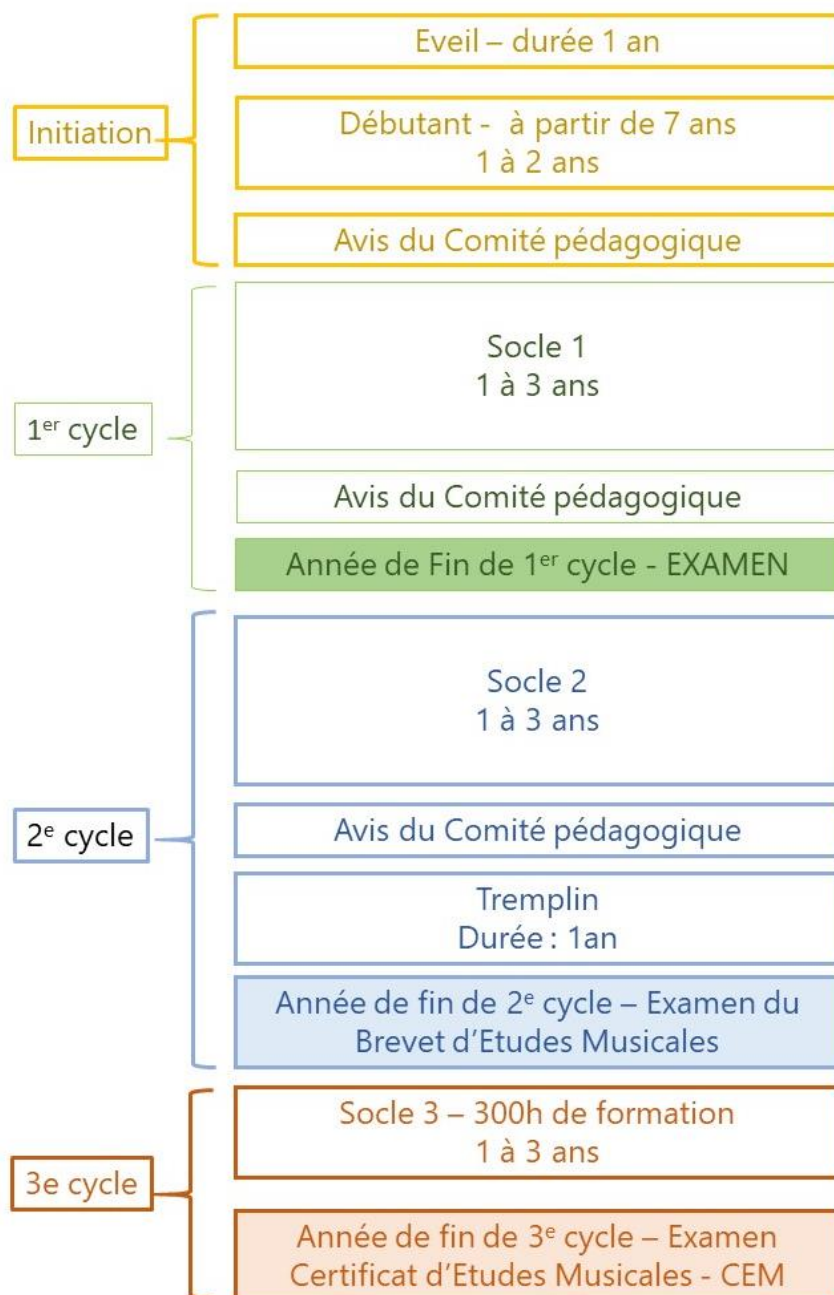 Initiation
Eveil – durée 1 an
Débutant - à partir de 7 ans
1 à 2 ans
Avis du Comité pédagogique
1er cycle
Socle 1
1 à 3 ans
Avis du Comité pédagogique
Année de Fin de 1er cycle - EXAMEN
2e cycle
Socle 2
1 à 3 ans
Avis du Comité pédagogique
Tremplin
Durée : 1an
Année de fin de 2e cycle – Examen du
Brevet d'Etudes Musicales
3e cycle
Socle 3 – 300h de formation
1 à 3 ans
Année de fin de 3e cycle – Examen
Certificat d'Etudes Musicales - CEM